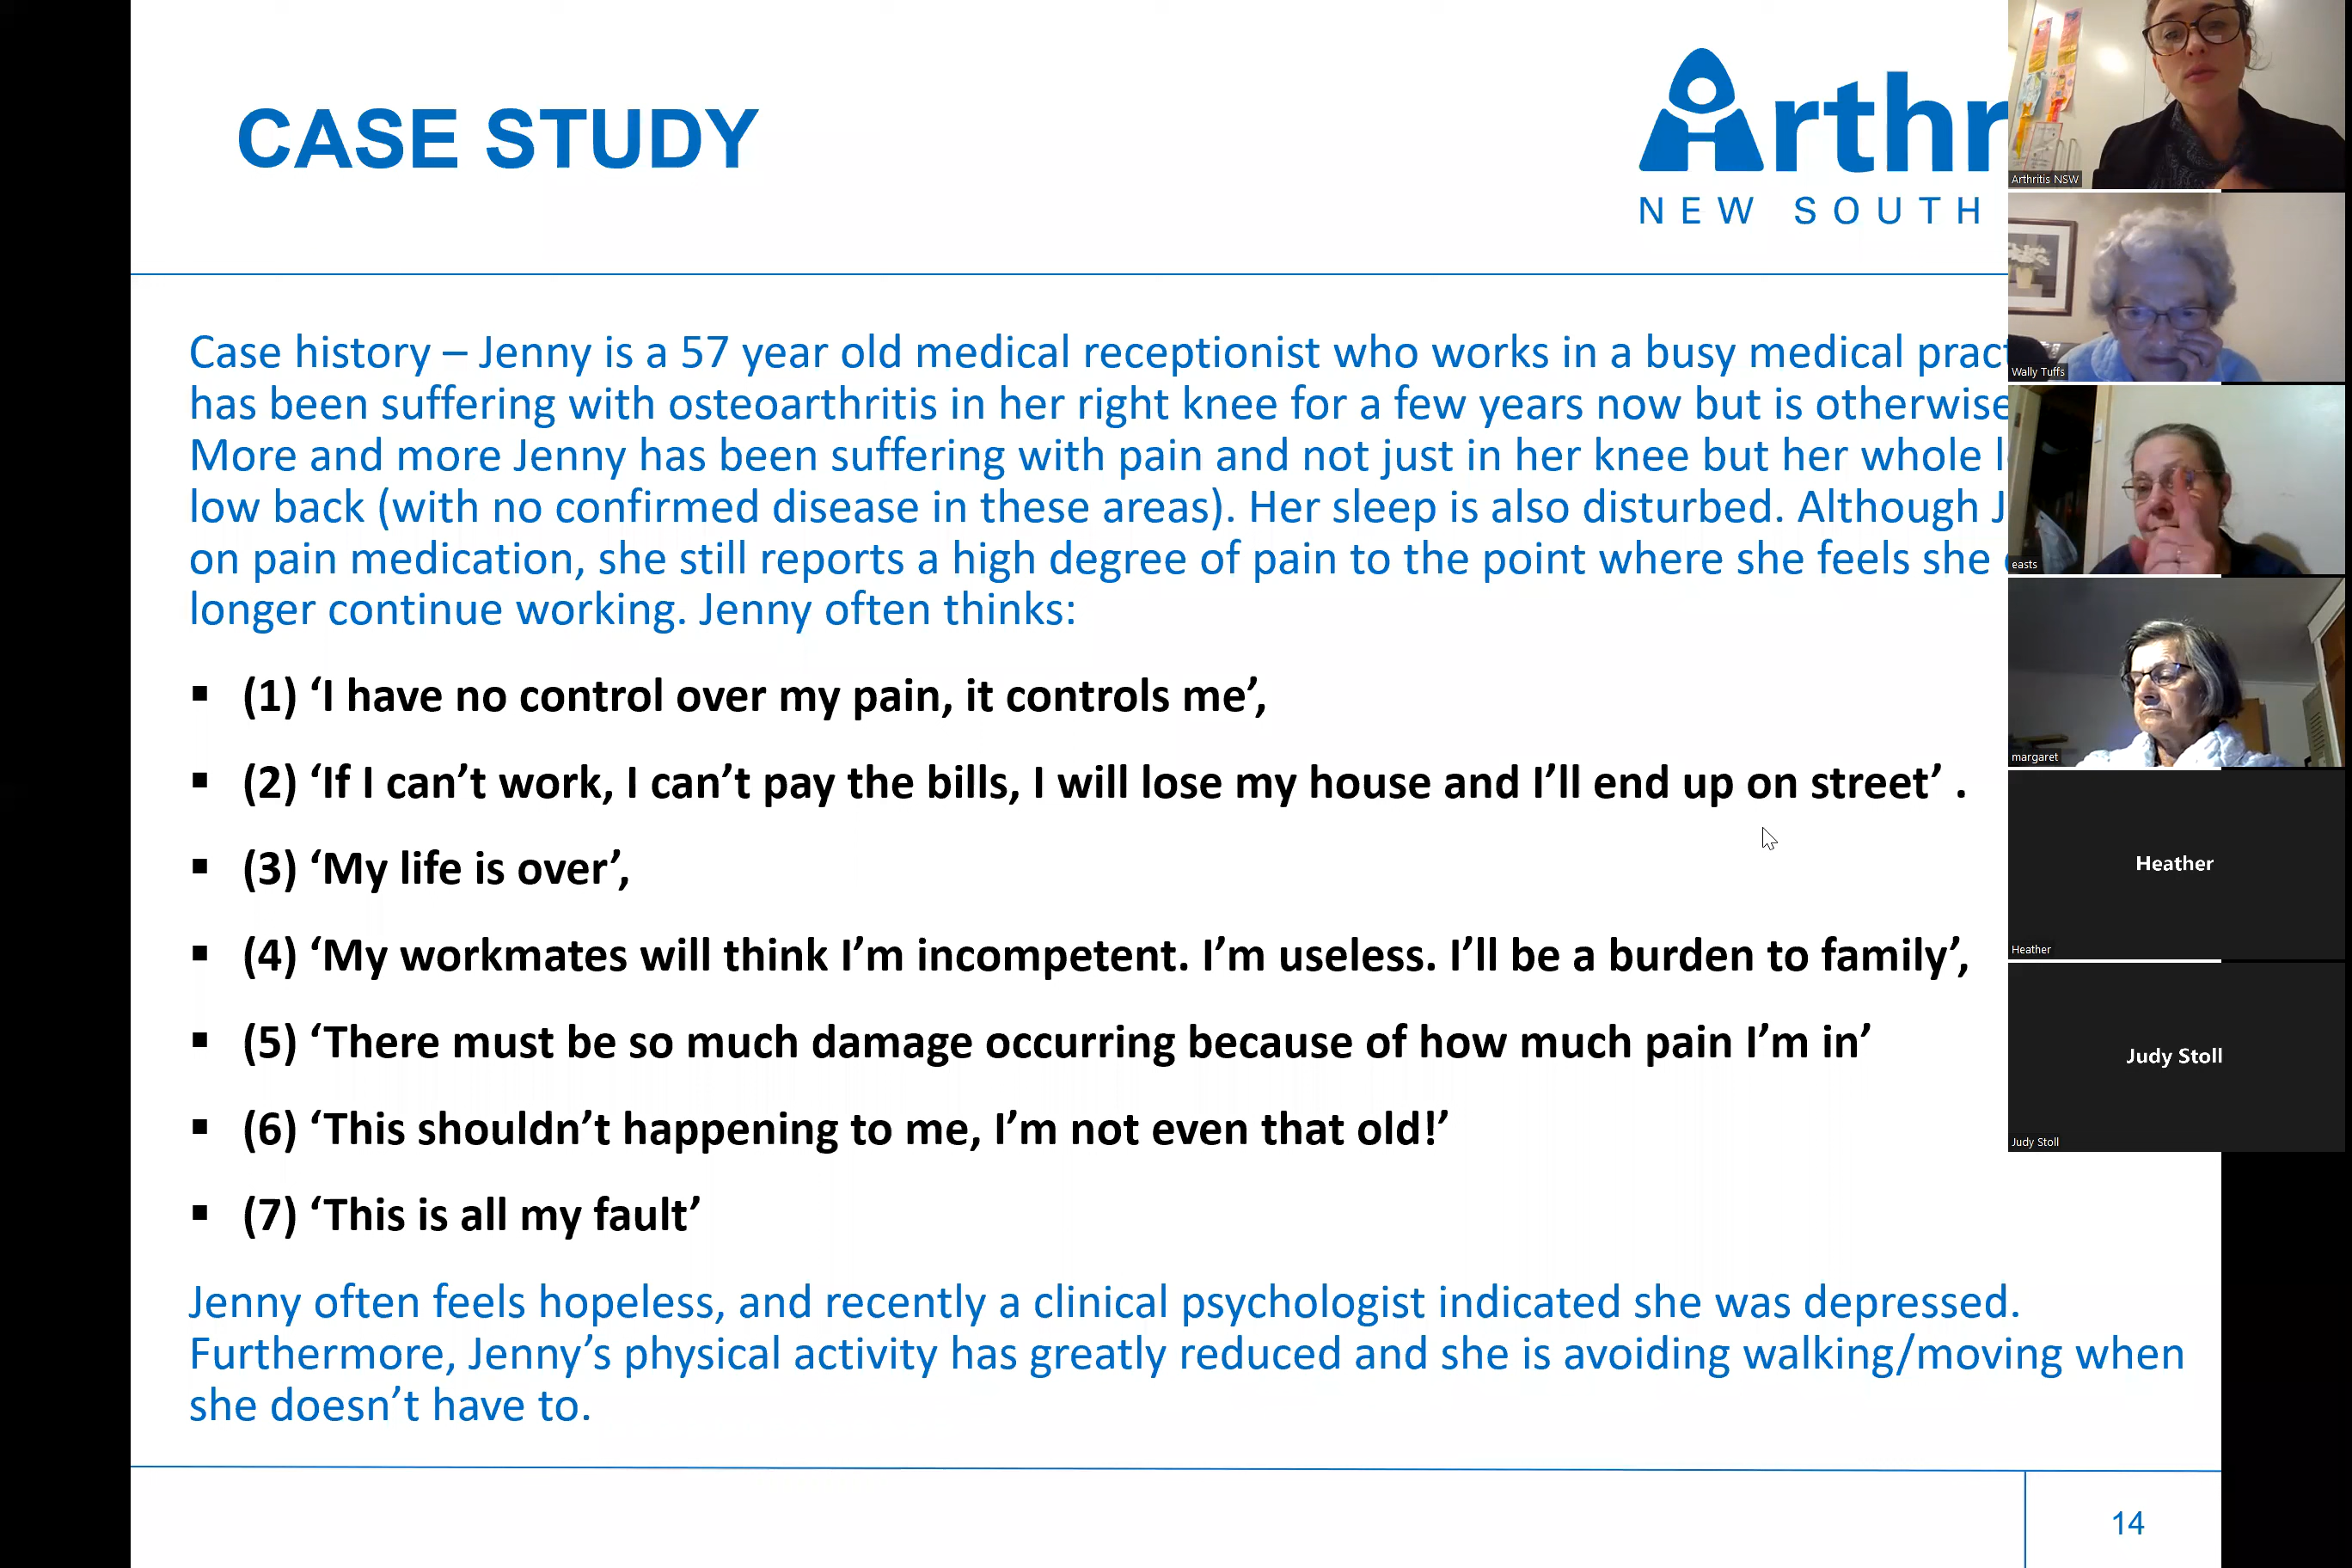 CASE STUDY
Arthr
NEW SOUTH
Case history – Jenny is a 57 year old medical receptionist who works in a busy medical pract
has been suffering with osteoarthritis in her right knee for a few years now but is otherwise
More and more Jenny has been suffering with pain and not just in her knee but her whole l
low back (with no confirmed disease in these areas). Her sleep is also disturbed. Although J
on pain medication, she still reports a high degree of pain to the point where she feels she
longer continue working. Jenny often thinks:
▪ (1) ‘I have no control over my pain, it controls me’,
▪ (2) ‘If I can’t work, I can’t pay the bills, I will lose my house and I’ll end up on street’ .
▪ (3) ‘My life is over’,
▪ (4) ‘My workmates will think I’m incompetent. I’m useless. I’ll be a burden to family’,
▪ (5) ‘There must be so much damage occurring because of how much pain I’m in’
▪ (6) ‘This shouldn’t happening to me, I’m not even that old!’
▪ (7) ‘This is all my fault’
Jenny often feels hopeless, and recently a clinical psychologist indicated she was depressed.
Furthermore, Jenny’s physical activity has greatly reduced and she is avoiding walking/moving when
she doesn’t have to.
14
Arthritis NSW
Wally Tuffs
easts
margaret
Heather
Heather
Judy Stoll
Judy Stoll